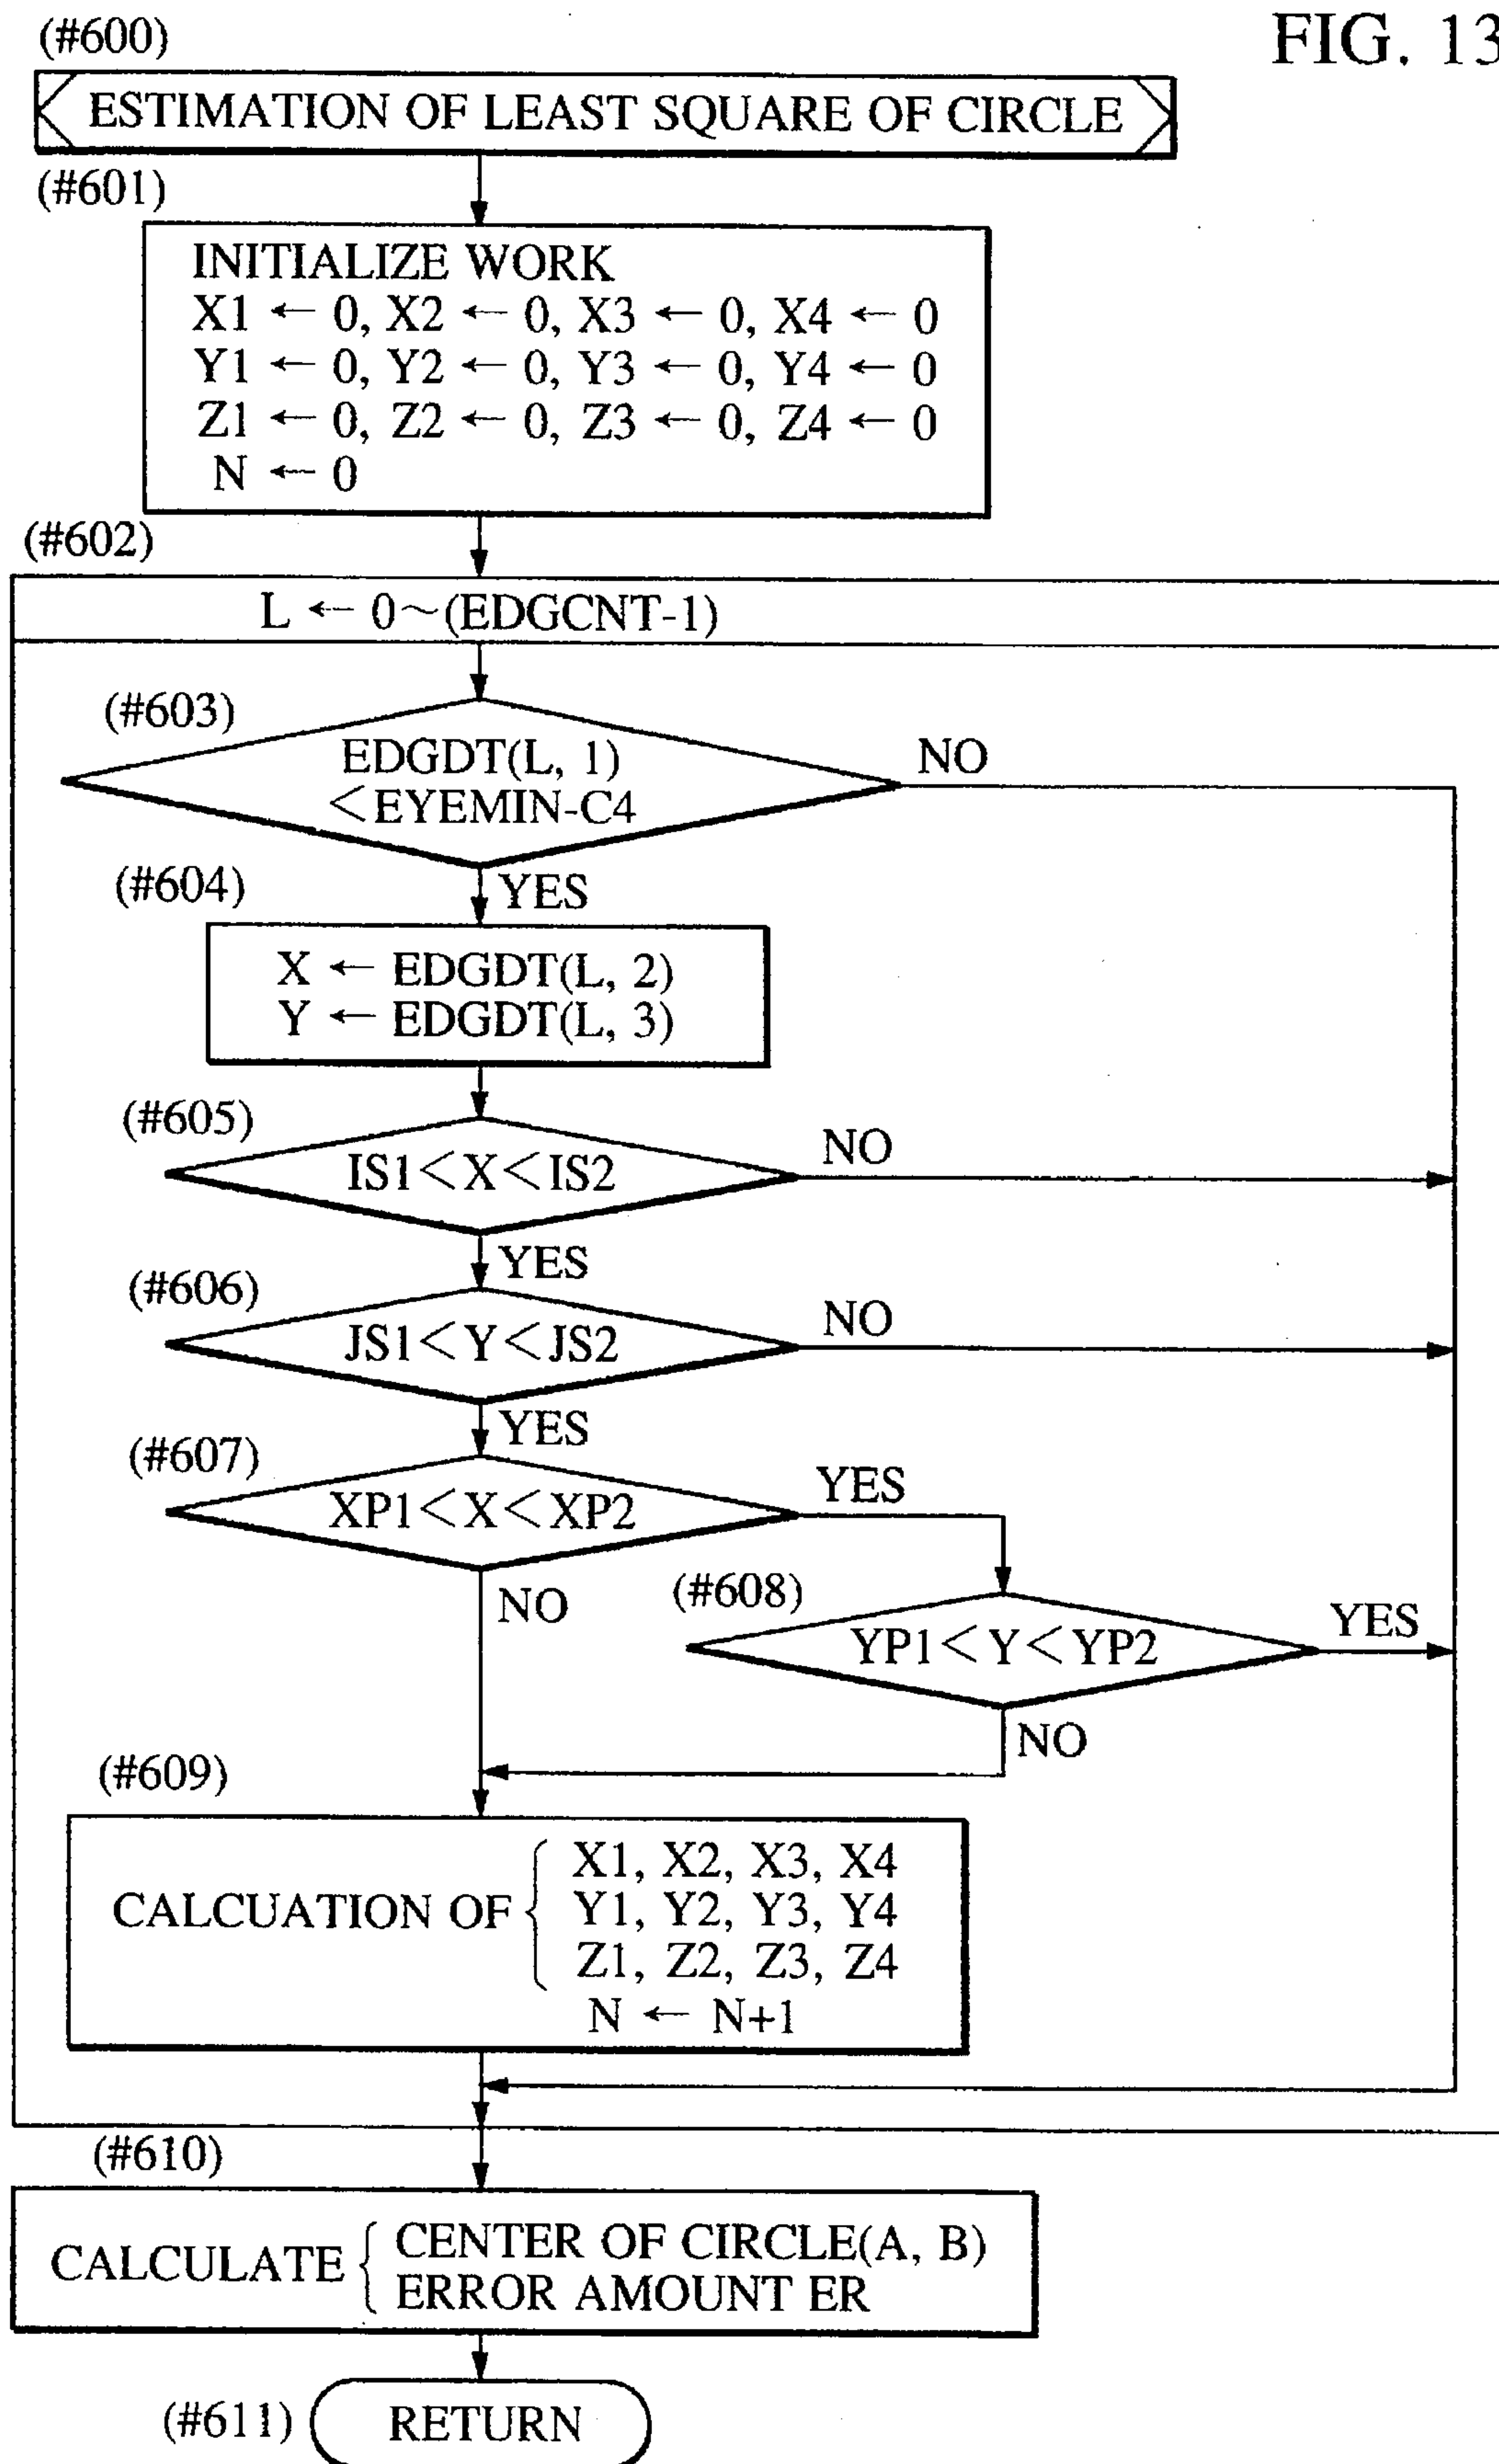 FIG. 13
(#600)
ESTIMATION OF LEAST SQUARE OF CIRCLE
(#601)
INITIALIZE WORK
X1 ← 0, X2 ← 0, X3 ← 0, X4 ← 0
Y1 ← 0, Y2 ← 0, Y3 ← 0, Y4 ← 0
Z1 ← 0, Z2 ← 0, Z3 ← 0, Z4 ← 0
N ← 0
(#602)
L ← 0~(EDGCNT-1)
(#603)
EDGDT(L, 1)
<EYEMIN-C4
NO
YES
(#604)
X ← EDGDT(L, 2)
Y ← EDGDT(L, 3)
(#605)
IS1<X<IS2
NO
YES
(#606)
JS1<Y<JS2
NO
YES
(#607)
XP1<X<XP2
YES
NO
(#608)
YP1<Y<YP2
YES
NO
(#609)
CALCUATION OF
X1, X2, X3, X4
Y1, Y2, Y3, Y4
Z1, Z2, Z3, Z4
N ← N+1
(#610)
CALCULATE
CENTER OF CIRCLE(A, B)
ERROR AMOUNT ER
(#611)
RETURN